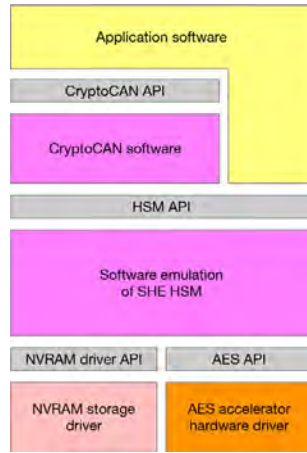 Application software
CryptoCAN API
CryptoCAN software
HSM API
Software emulation
of SHE HSM
NVRAM driver API
AES API
NVRAM storage
driver
AES accelerator
hardware driver